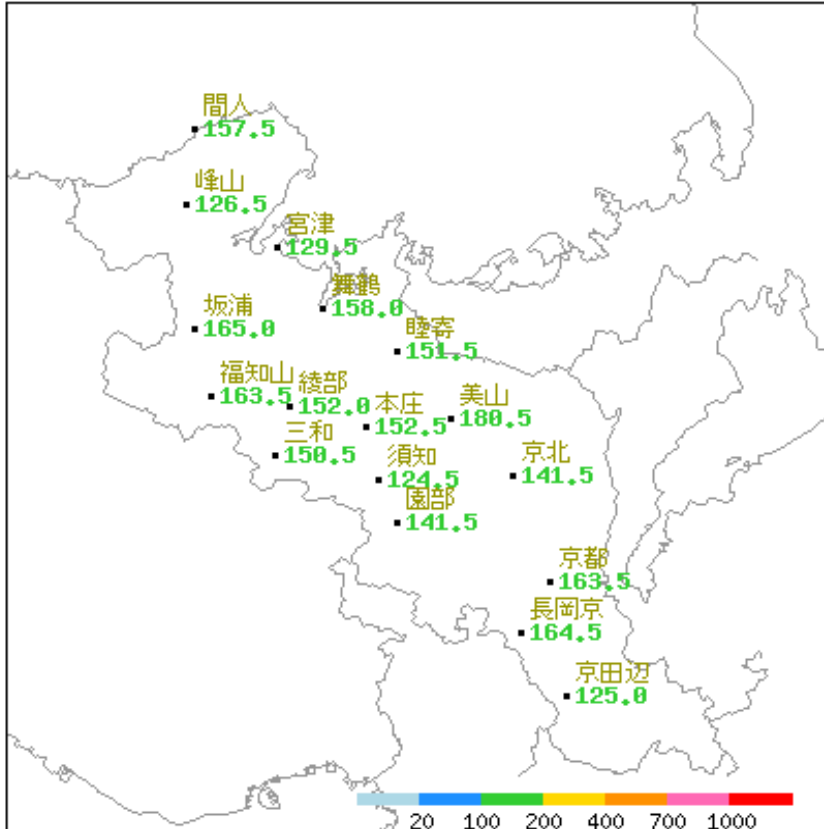 間人
157.5
峰山
126.5
宮津
129.5
舞鶴
158.0
坂浦
165.0
睦寄
151.5
福知山
163.5
綾部
152.0
本庄
152.5
美山
180.5
三和
150.5
須知
124.5
京北
141.5
園部
141.5
京都
163.5
長岡京
164.5
京田辺
125.0
20 100 200 400 700 1000